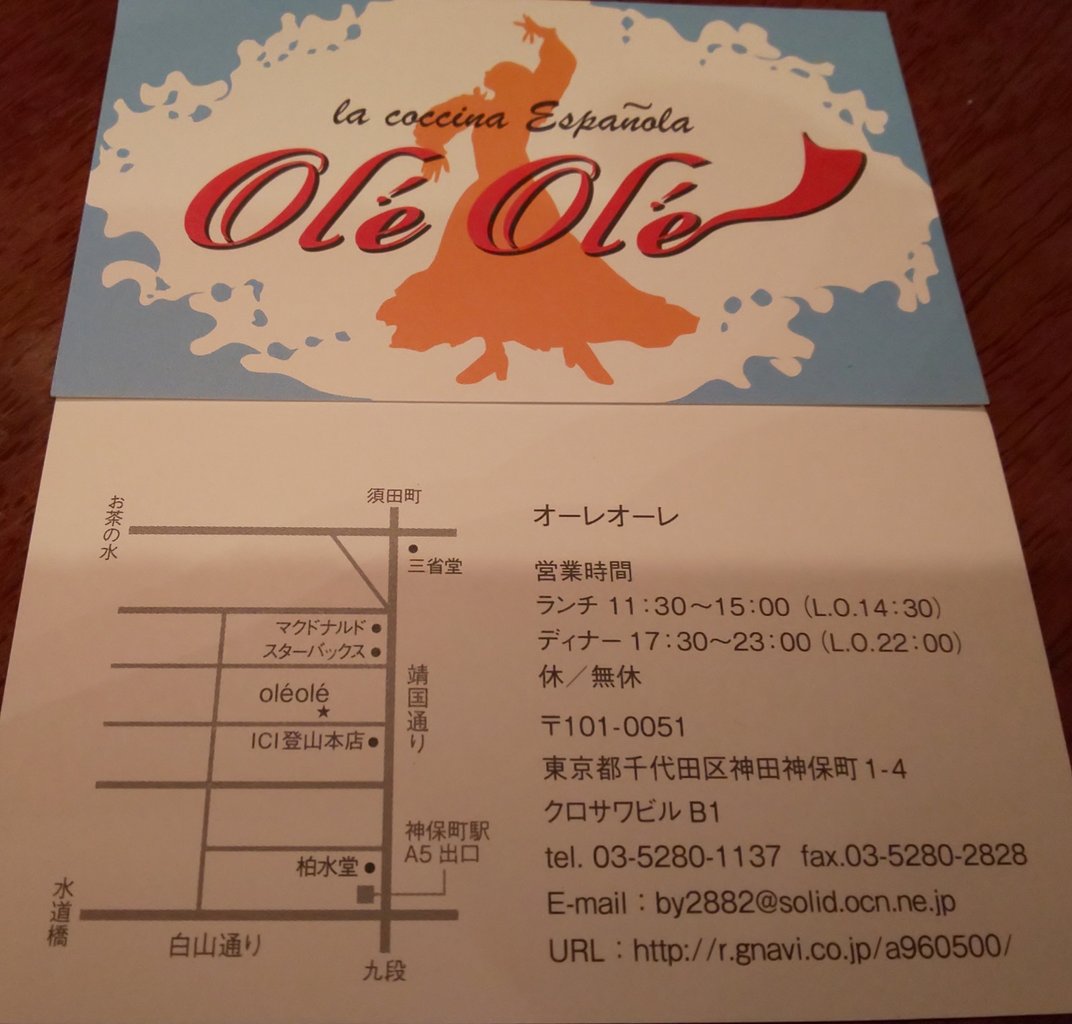 la coccina Española
Olé Olé
須田町
お茶の水
三省堂
マクドナルド
スターバックス
靖国通り
oléolé
ICI登山本店
神保町駅
A5 出口
柏水堂
水道橋
白山通り
九段
オーレオーレ
営業時間
ランチ 11:30～15:00 (L.O.14:30)
ディナー 17:30～23:00 (L.O.22:00)
休／無休
〒101-0051
東京都千代田区神田神保町 1-4
クロサワビル B1
tel. 03-5280-1137 fax.03-5280-2828
E-mail：by2882@solid.ocn.ne.jp
URL：http://r.gnavi.co.jp/a960500/